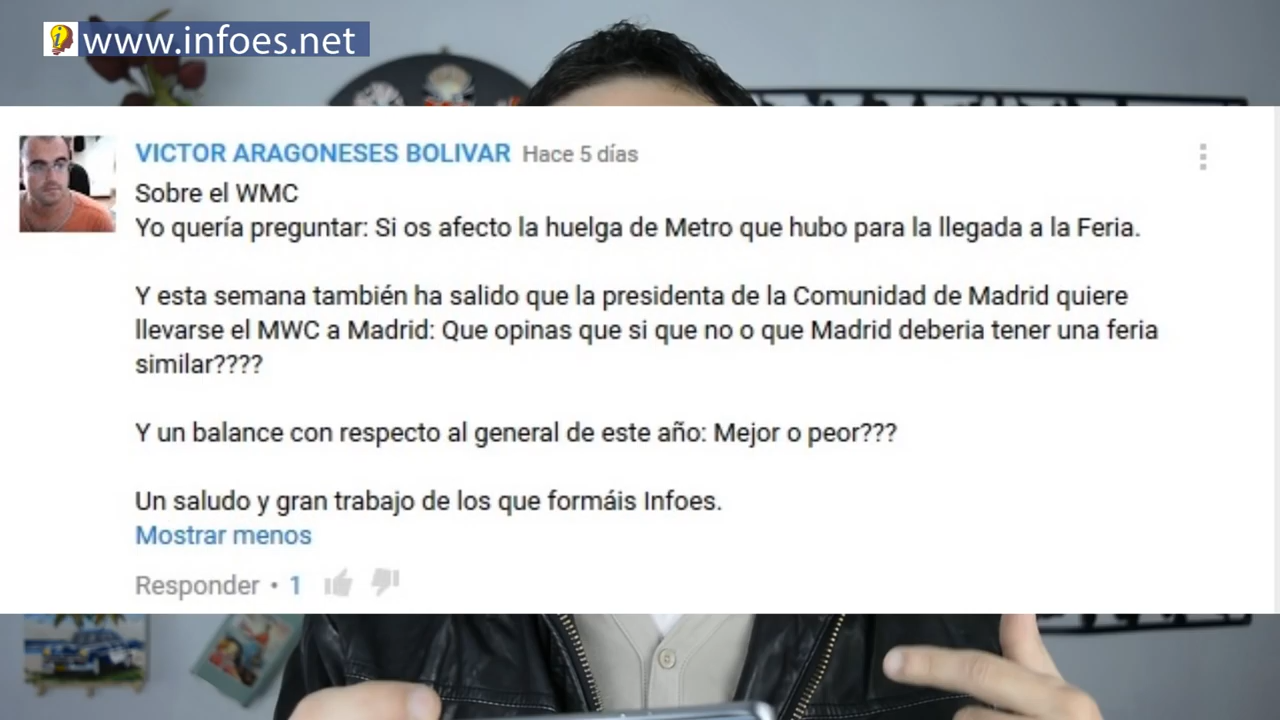 www.infoes.net
VICTOR ARAGONESES BOLIVAR Hace 5 días
Sobre el WMC
Yo quería preguntar: Si os afecto la huelga de Metro que hubo para la llegada a la Feria.
Y esta semana también ha salido que la presidenta de la Comunidad de Madrid quiere
llevarse el MWC a Madrid: Que opinas que si que no o que Madrid deberia tener una feria
similar????
Y un balance con respecto al general de este año: Mejor o peor???
Un saludo y gran trabajo de los que formáis Infoes.
Mostrar menos
Responder • 1